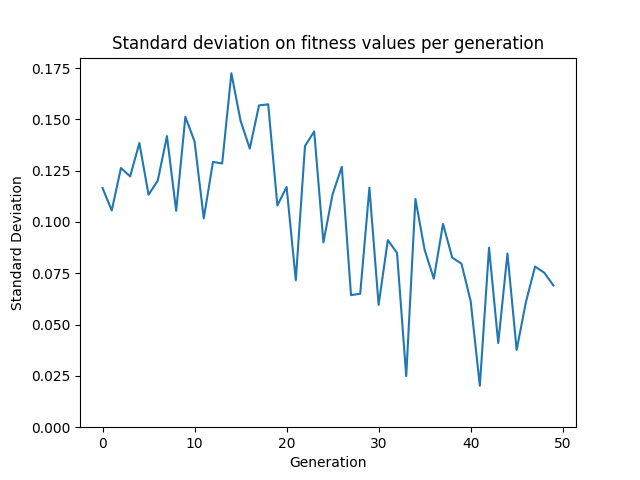 Standard deviation on fitness values per generation
0.175
0.150
0.125
0.100
0.075
0.050
0.025
0.000
Standard Deviation
0 10 20 30 40 50
Generation